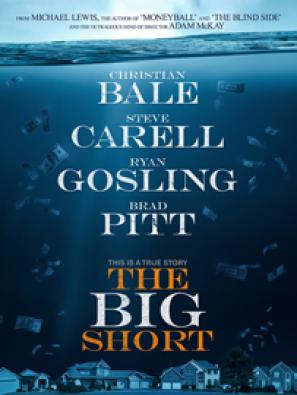 FROM MICHAEL LEWIS, THE AUTHOR OF "MONEYBALL" AND "THE BLIND SIDE"
AND THE OUTRAGEOUS MIND OF DIRECTOR ADAM McKAY
CHRISTIAN
BALE
STEVE
CARELL
RYAN
GOSLING
BRAD
PITT
THIS IS A TRUE STORY
THE
BIG
SHORT